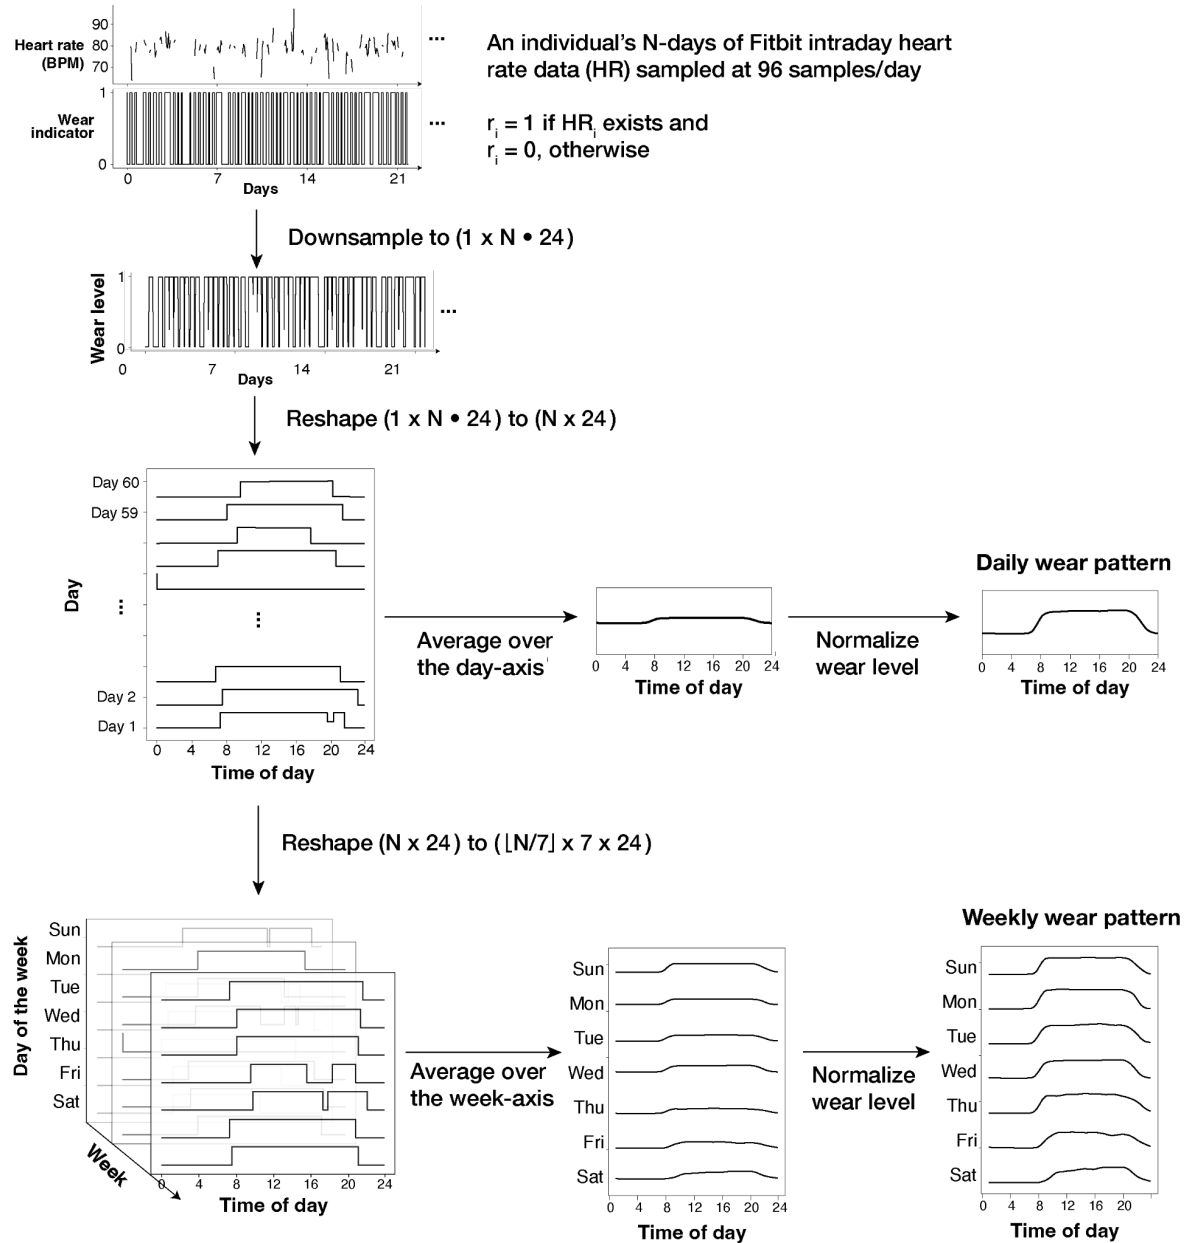 90
80
70
Heart rate
(BPM)
...
An individual's N-days of Fitbit intraday heart
rate data (HR) sampled at 96 samples/day
1
0
Wear
indicator
...
r_i = 1 if HR_i exists and
r_i = 0, otherwise
0 7 14 21
Days
Downsample to (1 x N • 24)
Wear level
1
0
...
0 7 14 21
Days
Reshape (1 x N • 24) to (N x 24)
Day 60
Day 59
Day
...
...
Day 2
Day 1
0 4 8 12 16 20 24
Time of day
Average over
the day-axis
0 4 8 12 16 20 24
Time of day
Normalize
wear level
Daily wear pattern
0 4 8 12 16 20 24
Time of day
Reshape (N x 24) to (⌊N/7⌋ x 7 x 24)
Day of the week
Sun
Mon
Tue
Wed
Thu
Fri
Sat
Week
0 4 8 12 16 20 24
Time of day
Average over
the week-axis
Sun
Mon
Tue
Wed
Thu
Fri
Sat
0 4 8 12 16 20 24
Time of day
Normalize
wear level
Weekly wear pattern
Sun
Mon
Tue
Wed
Thu
Fri
Sat
0 4 8 12 16 20
Time of day